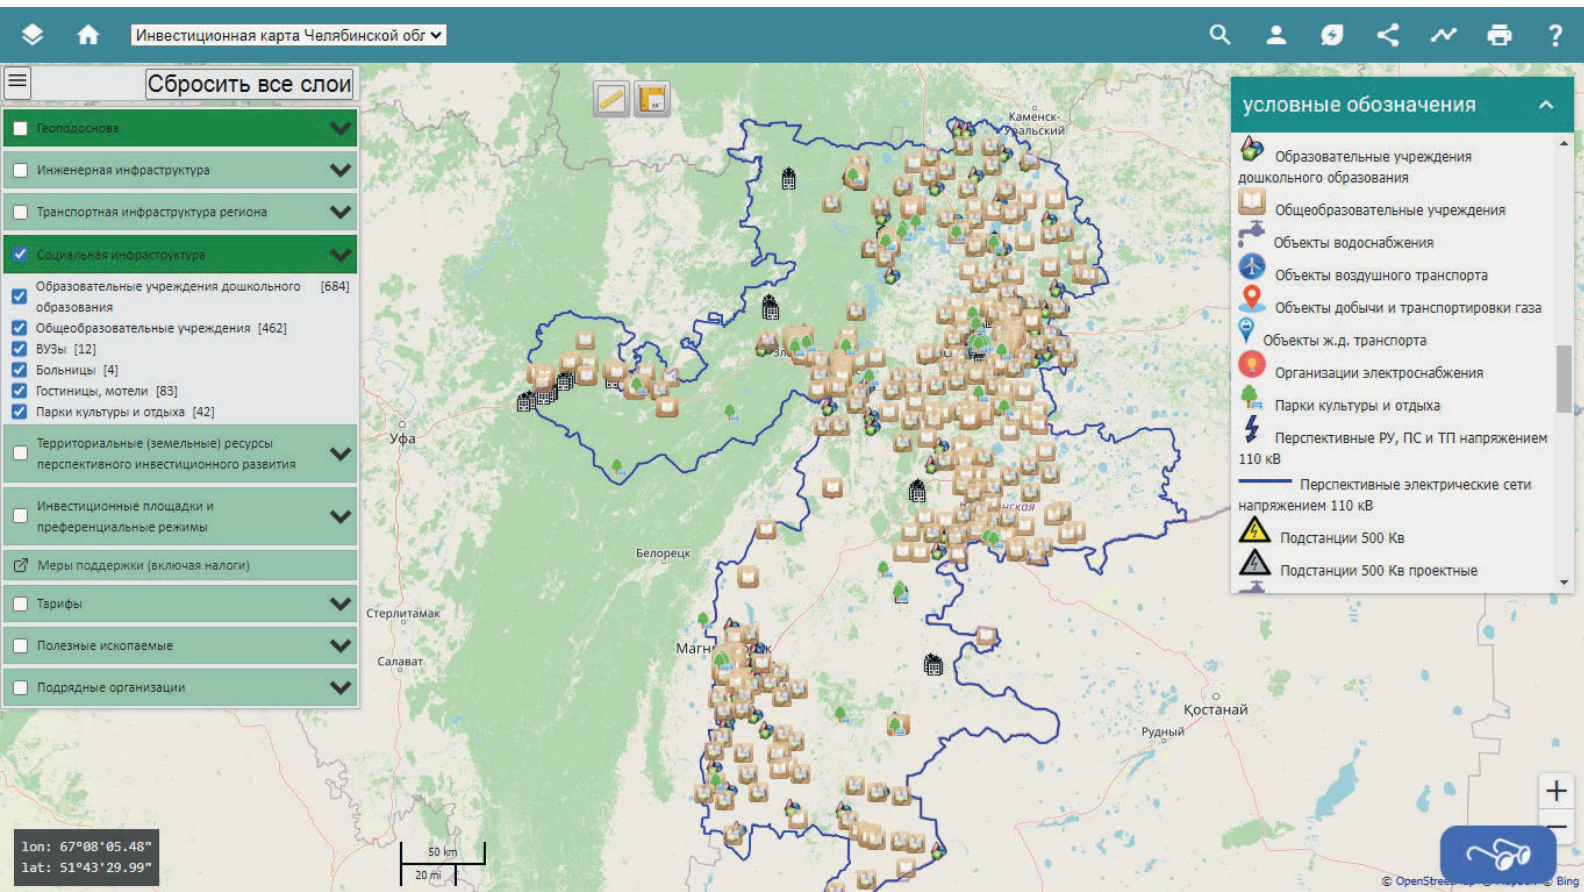 Инвестиционная карта Челябинской обл
?
Сбросить все слои
Геоподоснова
Инженерная инфраструктура
Транспортная инфраструктура региона
Социальная инфраструктура
Образовательные учреждения дошкольного [684]
образования
Общеобразовательные учреждения [462]
ВУЗы [12]
Больницы [4]
Гостиницы, мотели [83]
Парки культуры и отдыха [42]
Территориальные (земельные) ресурсы
перспективного инвестиционного развития
Инвестиционные площадки и
преференциальные режимы
Меры поддержки (включая налоги)
Тарифы
Полезные ископаемые
Подрядные организации
lon: 67°08'05.48"
lat: 51°43'29.99"
50 km
20 mi
Каменск-
Уральский
Уфа
Белорецк
Стерлитамак
Салават
Магн
Қостанай
Рудный
условные обозначения
Образовательные учреждения
дошкольного образования
Общеобразовательные учреждения
Объекты водоснабжения
Объекты воздушного транспорта
Объекты добычи и транспортировки газа
Объекты ж.д. транспорта
Организации электроснабжения
Парки культуры и отдыха
Перспективные РУ, ПС и ТП напряжением
110 кВ
Перспективные электрические сети
напряжением 110 кВ
Подстанции 500 Кв
Подстанции 500 Кв проектные
+
© OpenStree
© Bing